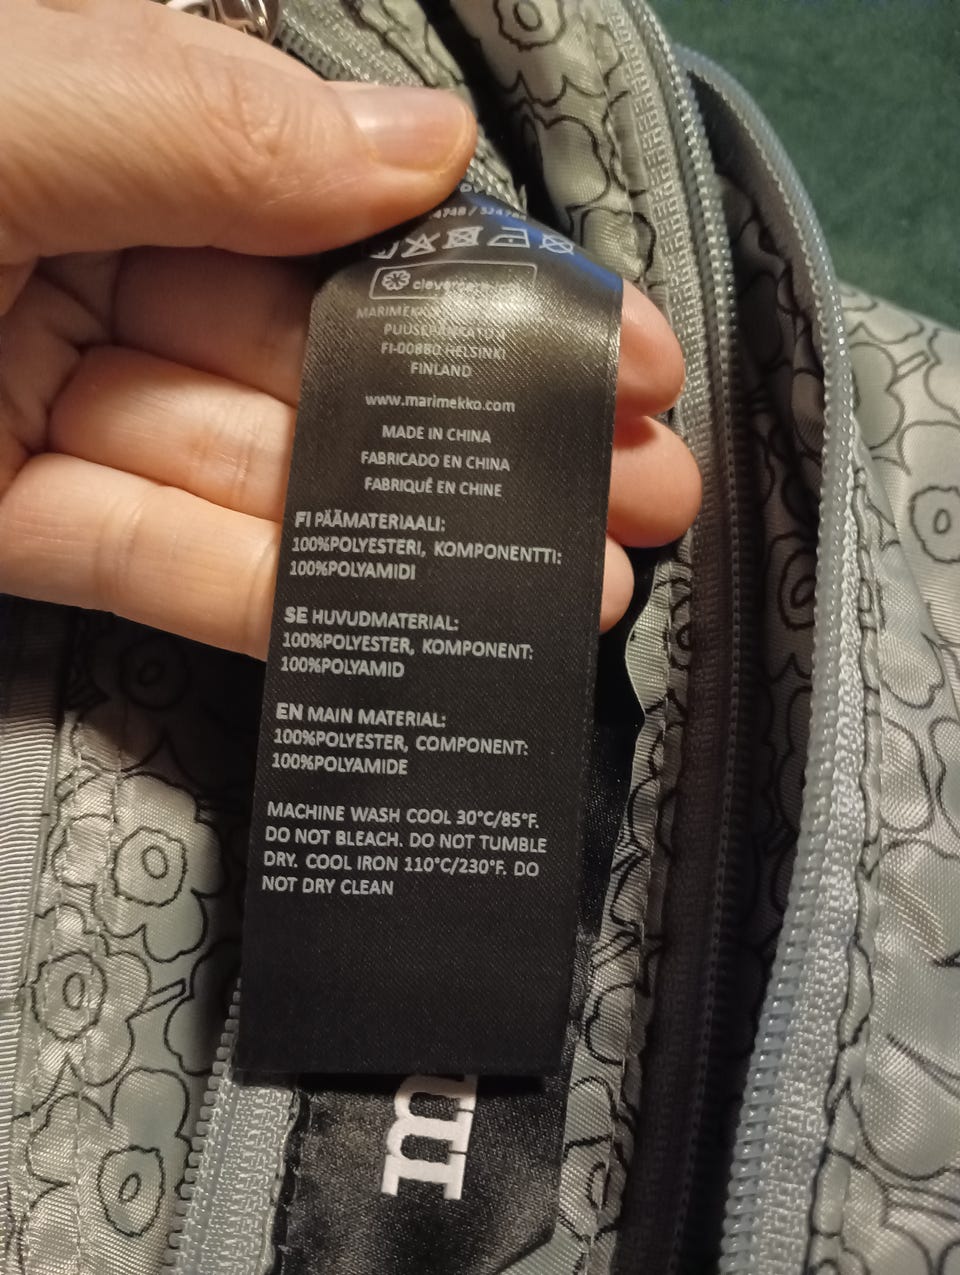 MARIMEKKO
FI-00880 HELSINKI
FINLAND
www.marimekko.com
MADE IN CHINA
FABRICADO EN CHINA
FABRIQUÉ EN CHINE
FI PÄÄMATERIAALI:
100%POLYESTERI, KOMPONENTTI:
100%POLYAMIDI
SE HUVUDMATERIAL:
100%POLYESTER, KOMPONENT:
100%POLYAMID
EN MAIN MATERIAL:
100%POLYESTER, COMPONENT:
100%POLYAMIDE
MACHINE WASH COOL 30°C/85°F.
DO NOT BLEACH. DO NOT TUMBLE
DRY. COOL IRON 110°C/230°F. DO
NOT DRY CLEAN